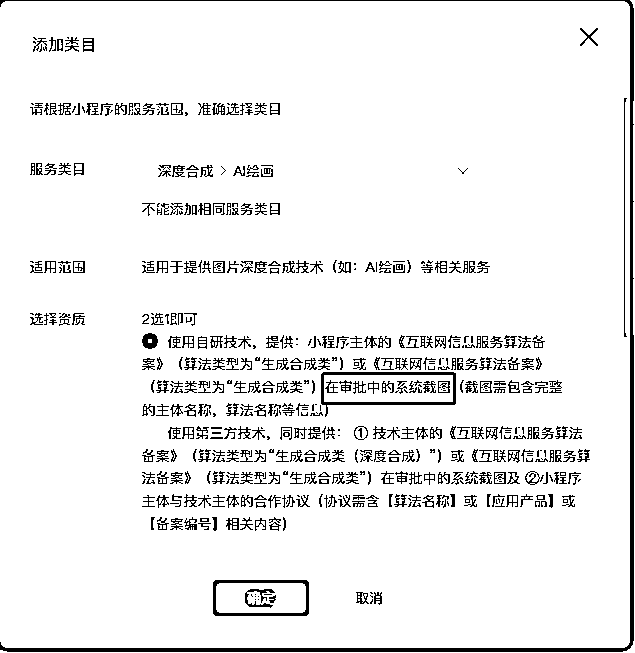 添加类目
请根据小程序的服务范围，准确选择类目
服务类目 深度合成 > AI绘画
不能添加相同服务类目
适用范围 适用于提供图片深度合成技术（如：AI绘画）等相关服务
选择资质 2选1即可
使用自研技术，提供：小程序主体的《互联网信息服务算法备
案》（算法类型为“生成合成类”）或《互联网信息服务算法备案》
（算法类型为“生成合成类”）在审批中的系统截图（截图需包含完整
的主体名称，算法名称等信息）
使用第三方技术，同时提供：① 技术主体的《互联网信息服务算法
备案》（算法类型为“生成合成类（深度合成）”）或《互联网信息服务算
法备案》（算法类型为“生成合成类”）在审批中的系统截图及 ②小程序
主体与技术主体的合作协议（协议需含【算法名称】或【应用产品】或
【备案编号】相关内容）
确定 取消